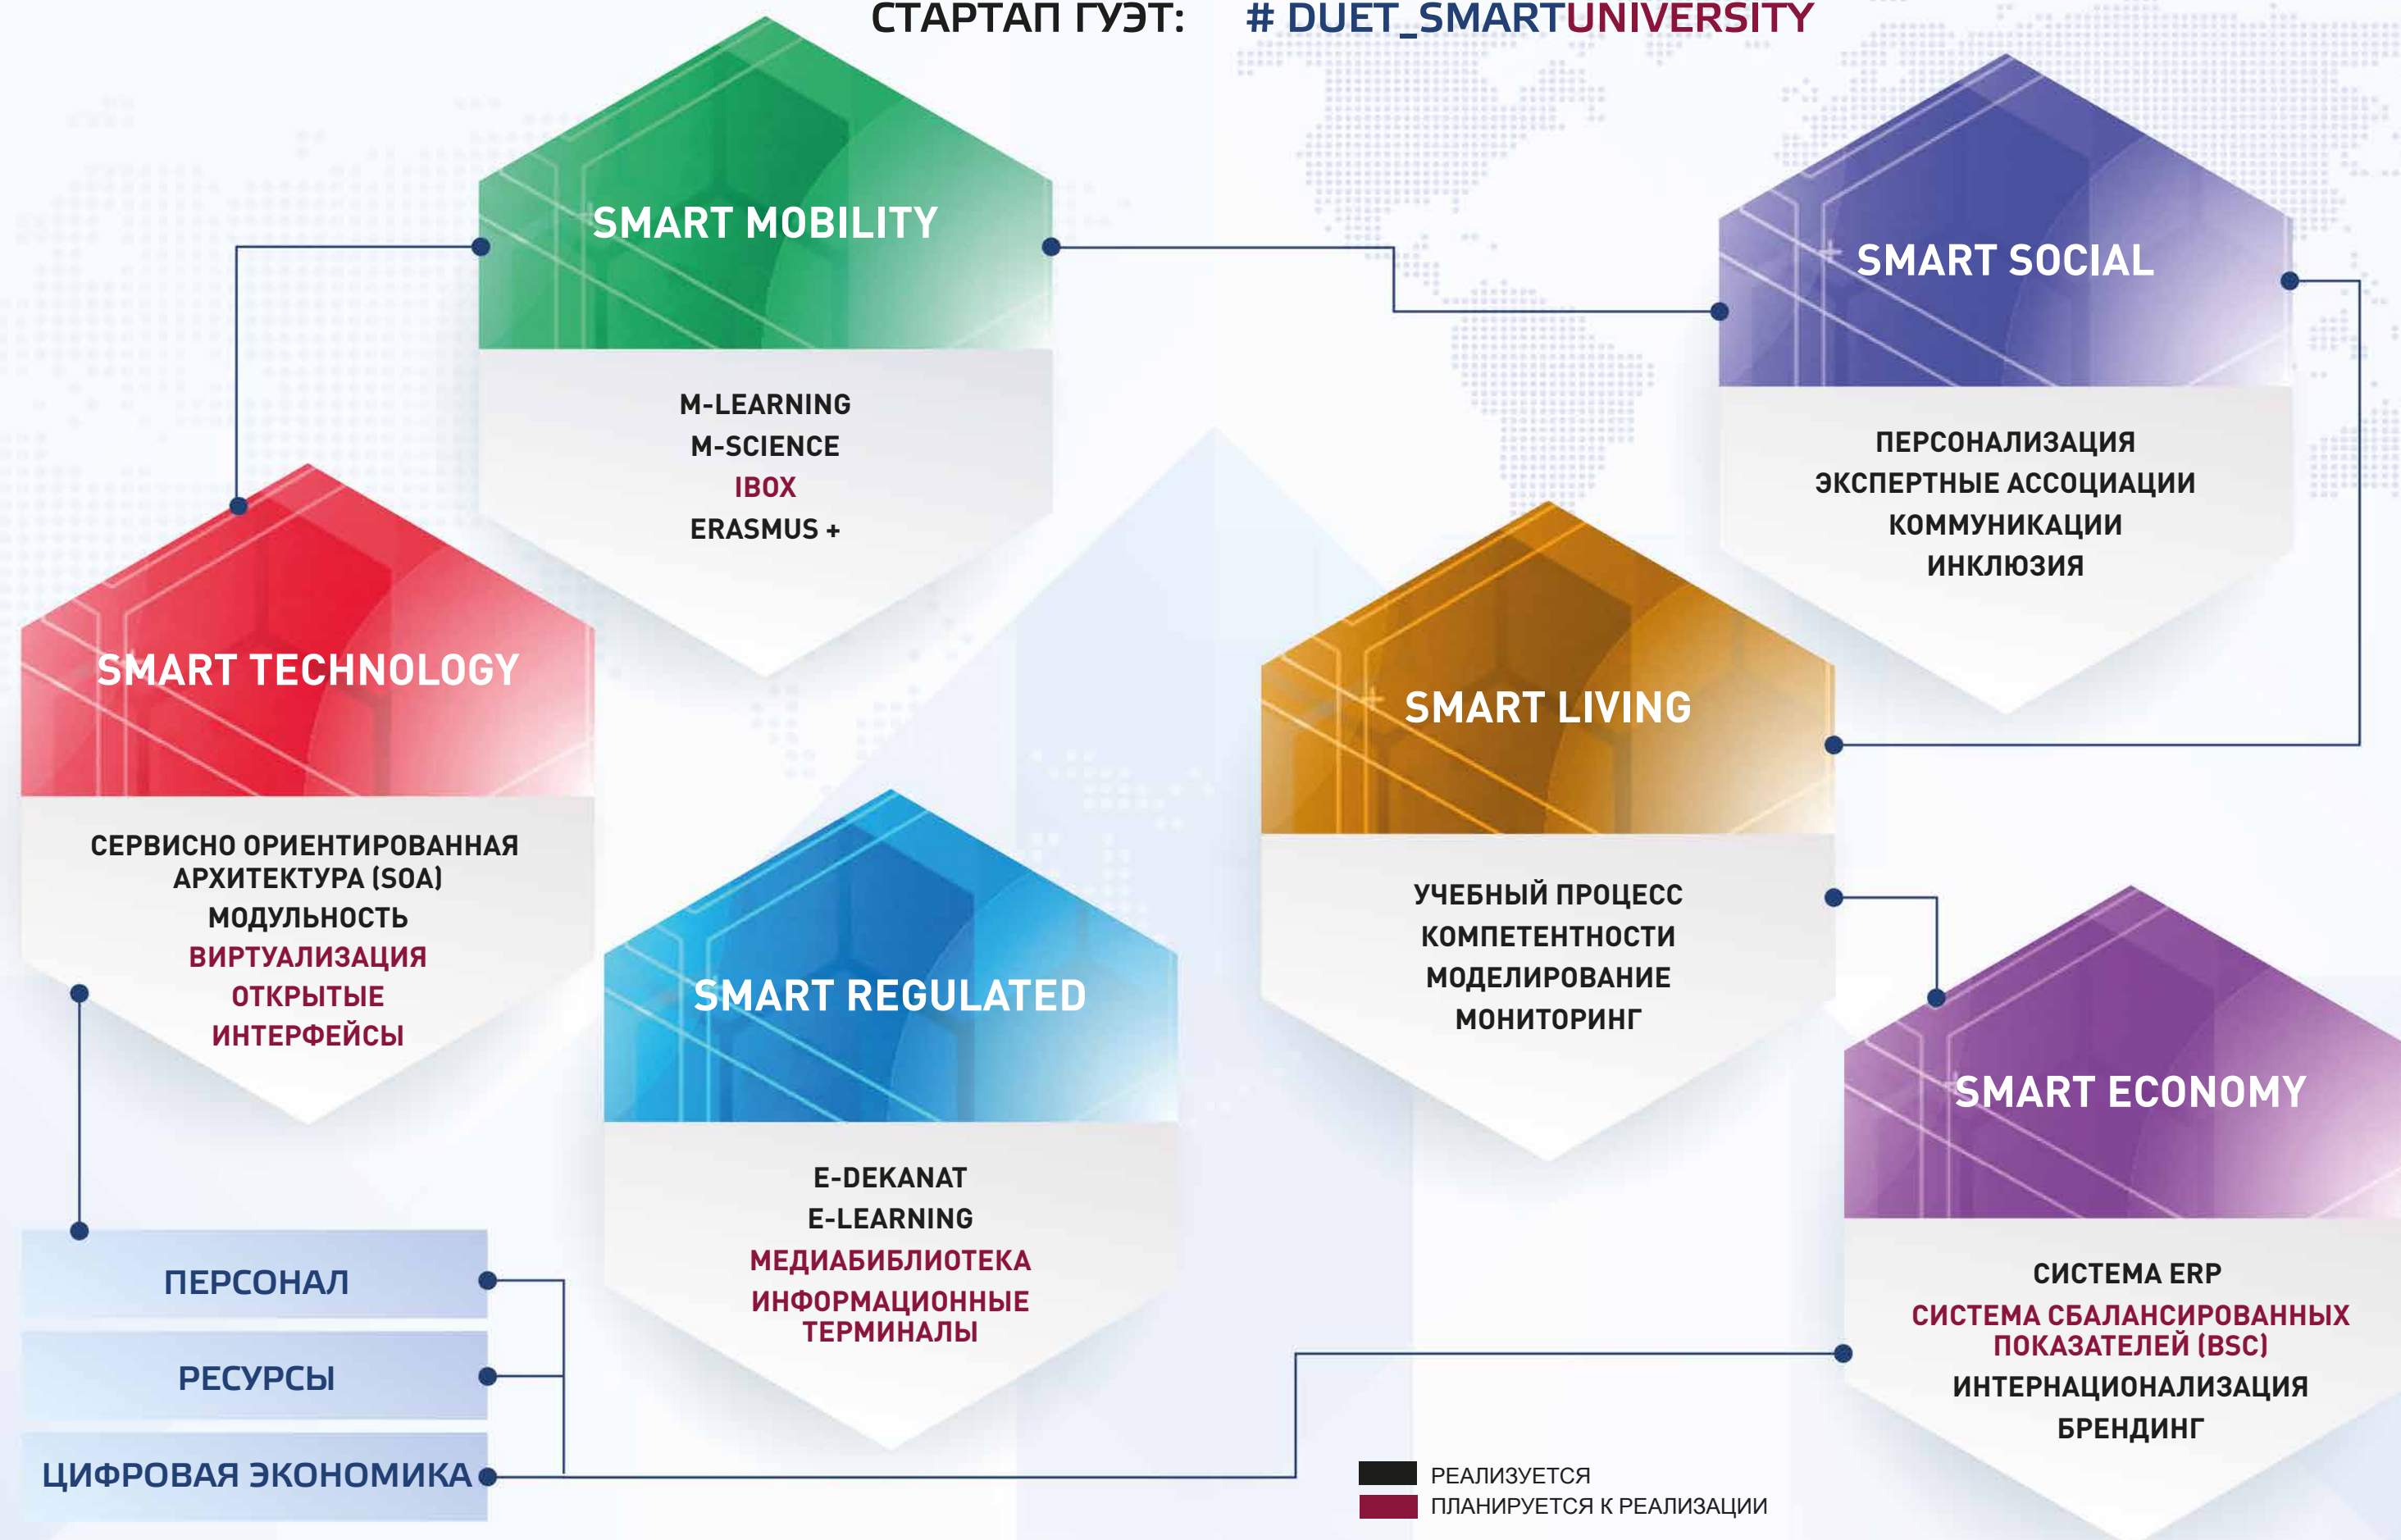 СТАРТАП ГУЭТ: # DUET_SMARTUNIVERSITY
SMART MOBILITY
M-LEARNING
M-SCIENCE
IBOX
ERASMUS +
SMART SOCIAL
ПЕРСОНАЛИЗАЦИЯ
ЭКСПЕРТНЫЕ АССОЦИАЦИИ
КОММУНИКАЦИИ
ИНКЛЮЗИЯ
SMART TECHNOLOGY
СЕРВИСНО ОРИЕНТИРОВАННАЯ
АРХИТЕКТУРА (SOA)
МОДУЛЬНОСТЬ
ВИРТУАЛИЗАЦИЯ
ОТКРЫТЫЕ
ИНТЕРФЕЙСЫ
SMART LIVING
УЧЕБНЫЙ ПРОЦЕСС
КОМПЕТЕНТНОСТИ
МОДЕЛИРОВАНИЕ
МОНИТОРИНГ
SMART REGULATED
E-DEKANAT
E-LEARNING
МЕДИАБИБЛИОТЕКА
ИНФОРМАЦИОННЫЕ
ТЕРМИНАЛЫ
SMART ECONOMY
СИСТЕМА ERP
СИСТЕМА СБАЛАНСИРОВАННЫХ
ПОКАЗАТЕЛЕЙ (BSC)
ИНТЕРНАЦИОНАЛИЗАЦИЯ
БРЕНДИНГ
ПЕРСОНАЛ
РЕСУРСЫ
ЦИФРОВАЯ ЭКОНОМИКА
РЕАЛИЗУЕТСЯ
ПЛАНИРУЕТСЯ К РЕАЛИЗАЦИИ